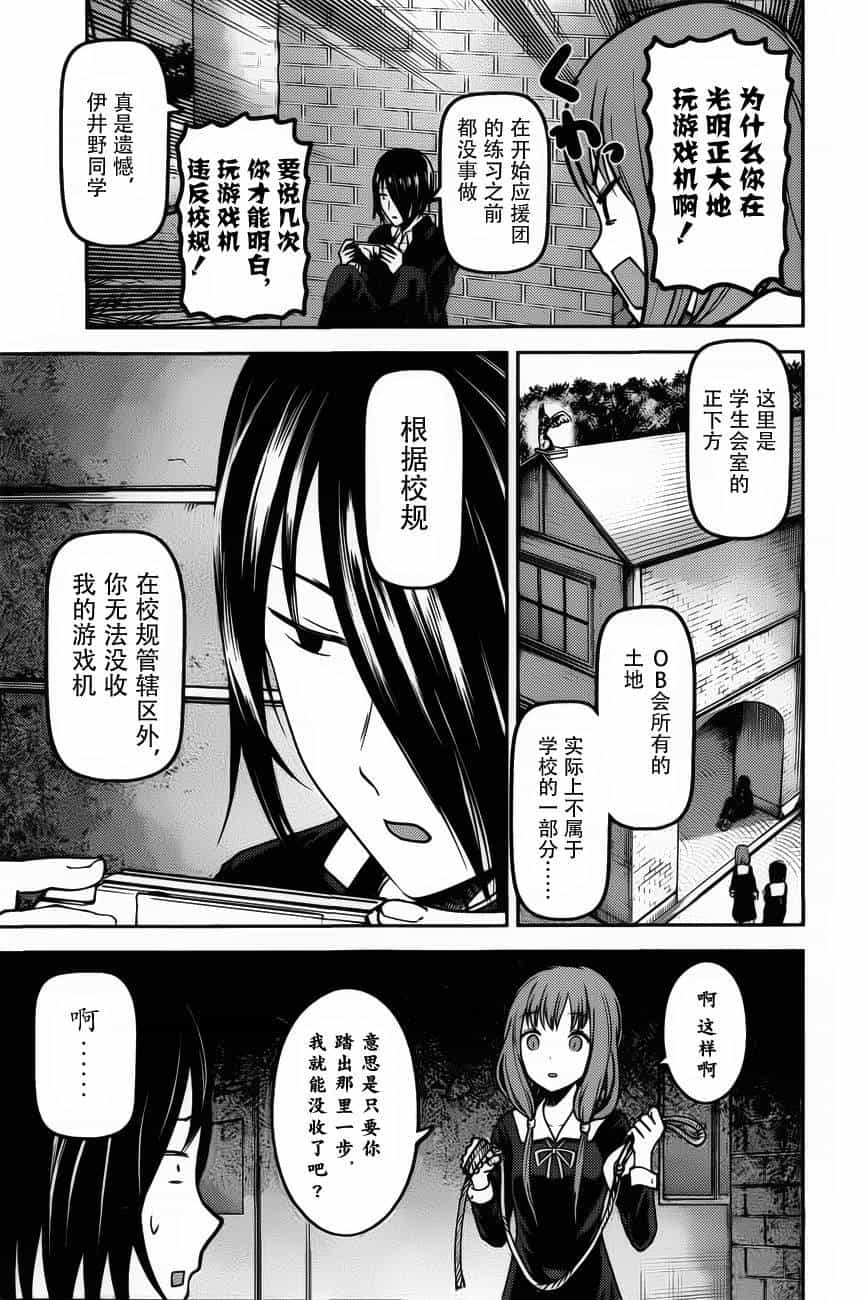 为什么你在
光明正大地
玩游戏机啊！
くわっ
在开始应援团
的练习之前
都没事做
要说几次
你才能明白，
玩游戏机
违反校规！
真是遗憾，
伊井野同学
这里是
学生会室的
正下方
OB会所有的
土地
实际上不属于
学校的一部分……
根据校规
在校规管辖区外，
你无法没收
我的游戏机
啊 这样啊
意思是只要你
踏出那里一步，
我就能没收了吧？
啊……